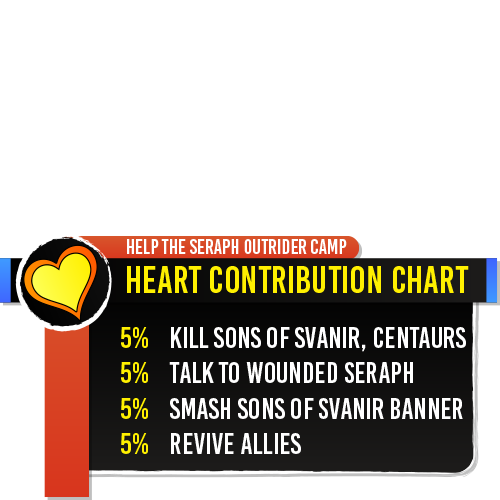 HELP THE SERAPH OUTRIDER CAMP
HEART CONTRIBUTION CHART
5% KILL SONS OF SVANIR, CENTAURS
5% TALK TO WOUNDED SERAPH
5% SMASH SONS OF SVANIR BANNER
5% REVIVE ALLIES